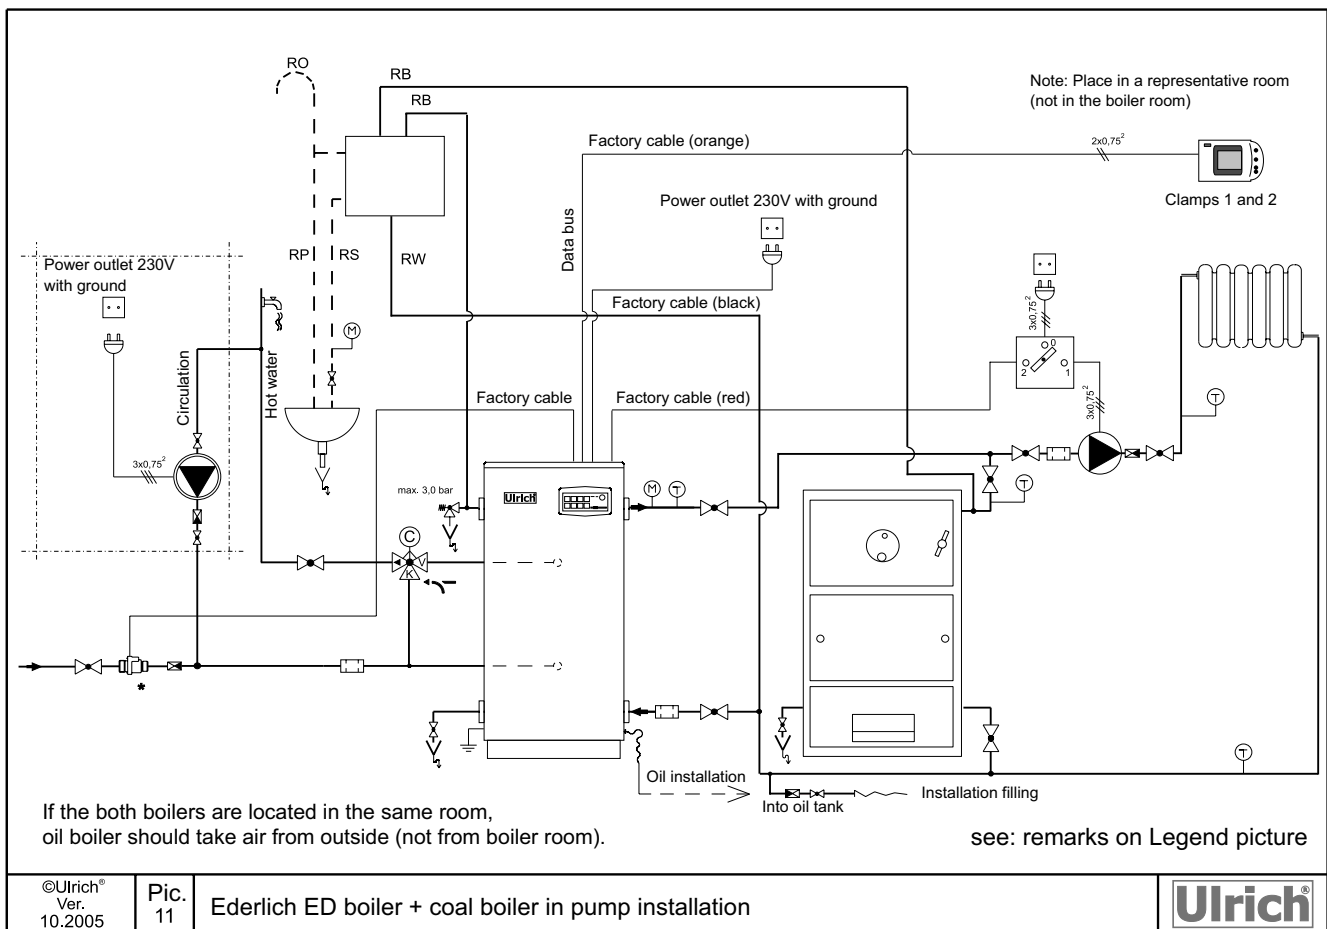 RO
RB
RB
Note: Place in a representative room
(not in the boiler room)
Factory cable (orange)
2x0,75²
Clamps 1 and 2
Power outlet 230V with ground
Data bus
RP
RS
RW
Power outlet 230V
with ground
Factory cable (black)
3x0,75²
0
2
1
M
Circulation
Hot water
Factory cable
Factory cable (red)
3x0,75²
T
3x0,75²
max. 3,0 bar
Ulrich
M
T
T
C
V
K
*
T
Oil installation
Into oil tank
Installation filling
If the both boilers are located in the same room,
oil boiler should take air from outside (not from boiler room).
see: remarks on Legend picture
©Ulrich®
Ver.
10.2005
Pic.
11
Ederlich ED boiler + coal boiler in pump installation
Ulrich®